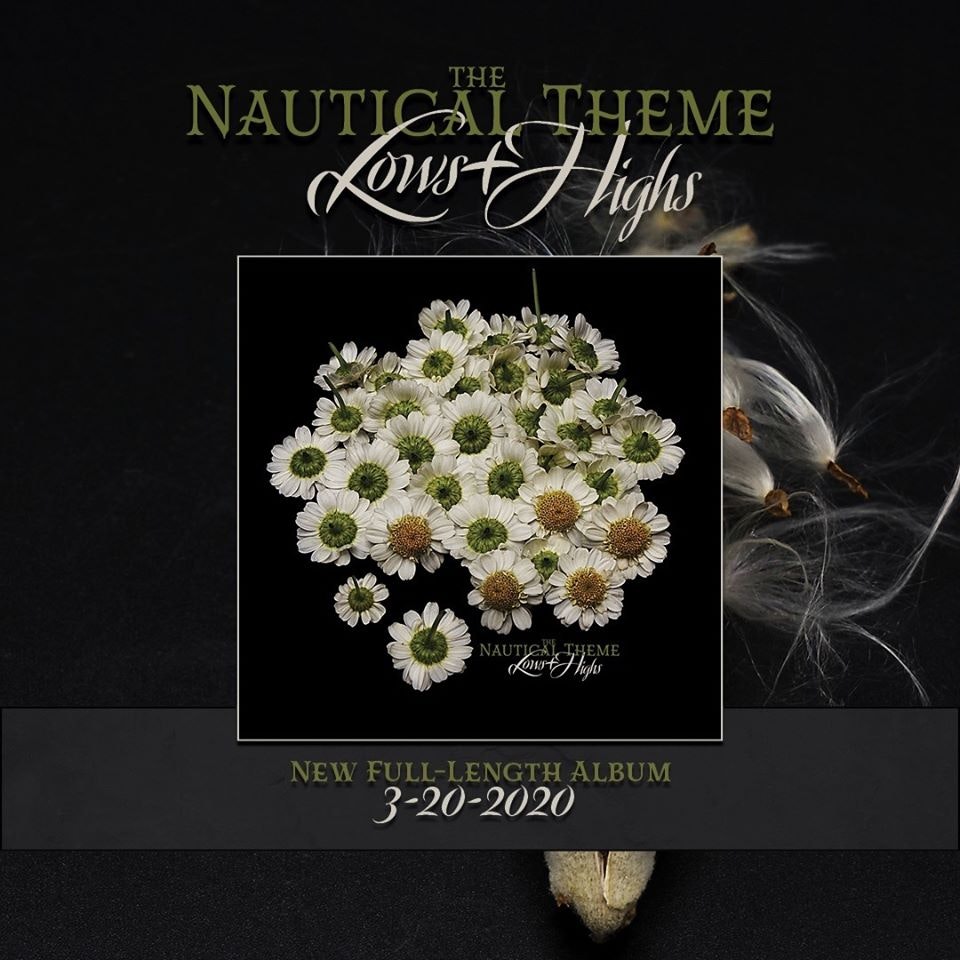 THE
NAUTICAL THEME
Lows+Highs
THE
NAUTICAL THEME
Lows+Highs
NEW FULL-LENGTH ALBUM
3-20-2020